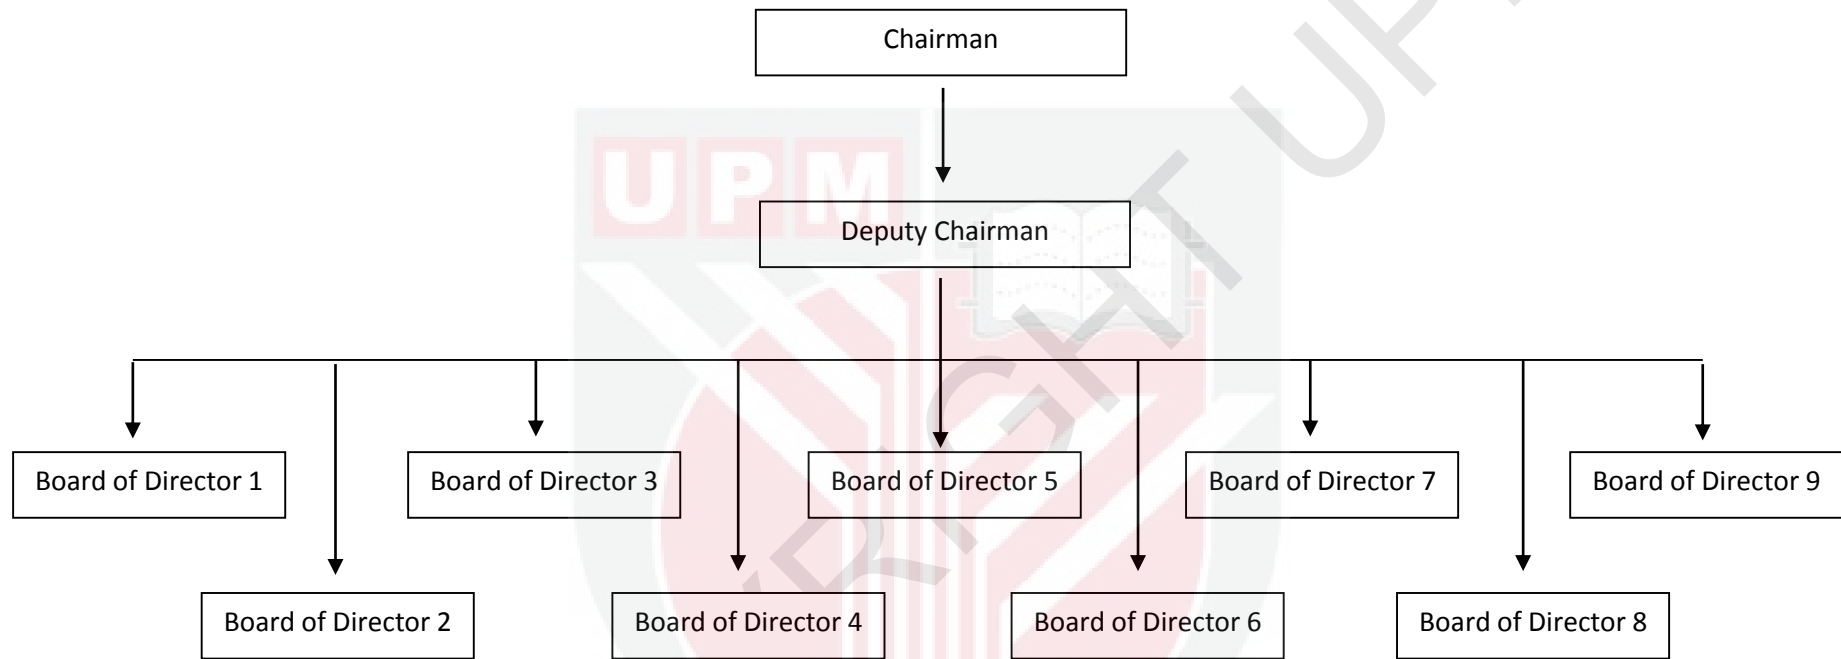 Chairman
UPM
Deputy Chairman
Board of Director 1
Board of Director 3
Board of Director 5
Board of Director 7
Board of Director 9
Board of Director 2
Board of Director 4
Board of Director 6
Board of Director 8